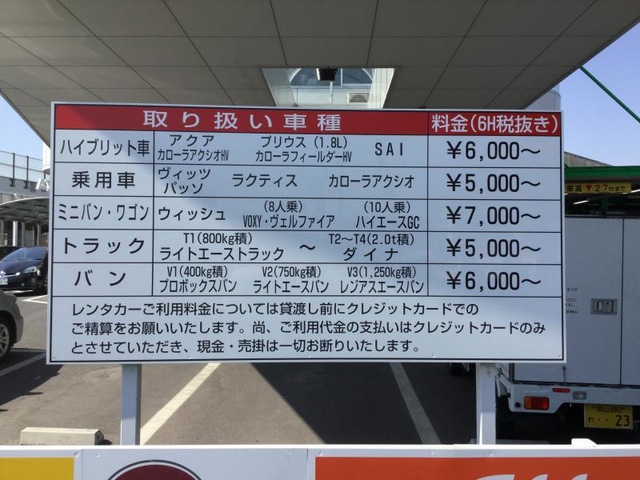 取り扱い車種 料金(6H税抜き)
ハイブリット車 アクア カローラアクシオHV プリウス(1.8L) カローラフィールダーHV SAI ¥6,000～
乗用車 ヴィッツ パッソ ラクティス カローラアクシオ ¥5,000～
ミニバン・ワゴン ウィッシュ (8人乗) VOXY・ヴェルファイア (10人乗) ハイエースGC ¥7,000～
トラック T1(800kg積) ライトエーストラック ～ T2～T4(2.0t積) ダイナ ¥5,000～
バン V1(400kg積) プロボックスバン V2(750kg積) ライトエースバン V3(1,250kg積) レジアスエースバン ¥6,000～
レンタカーご利用料金については貸渡し前にクレジットカードでの
ご精算をお願いいたします。尚、ご利用代金の支払いはクレジットカードのみ
とさせていただき、現金・売掛は一切お断りいたします。
23